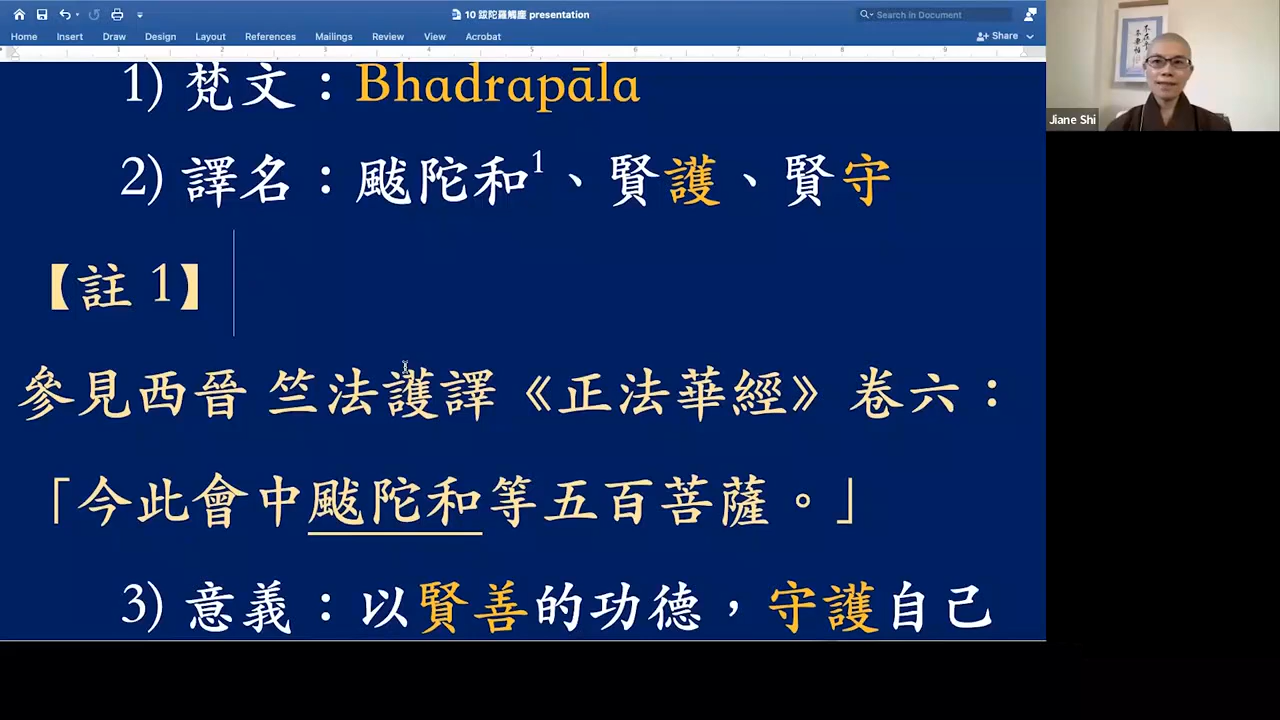 10 跋陀羅觸塵 presentation
Search in Document
Home Insert Draw Design Layout References Mailings Review View Acrobat
Share
1) 梵文：Bhadrapāla
2) 譯名：颰陀和1、賢護、賢守
【註 1】
參見西晉 竺法護譯《正法華經》卷六：
「今此會中颰陀和等五百菩薩。」
3) 意義：以賢善的功德，守護自己
Jiane Shi